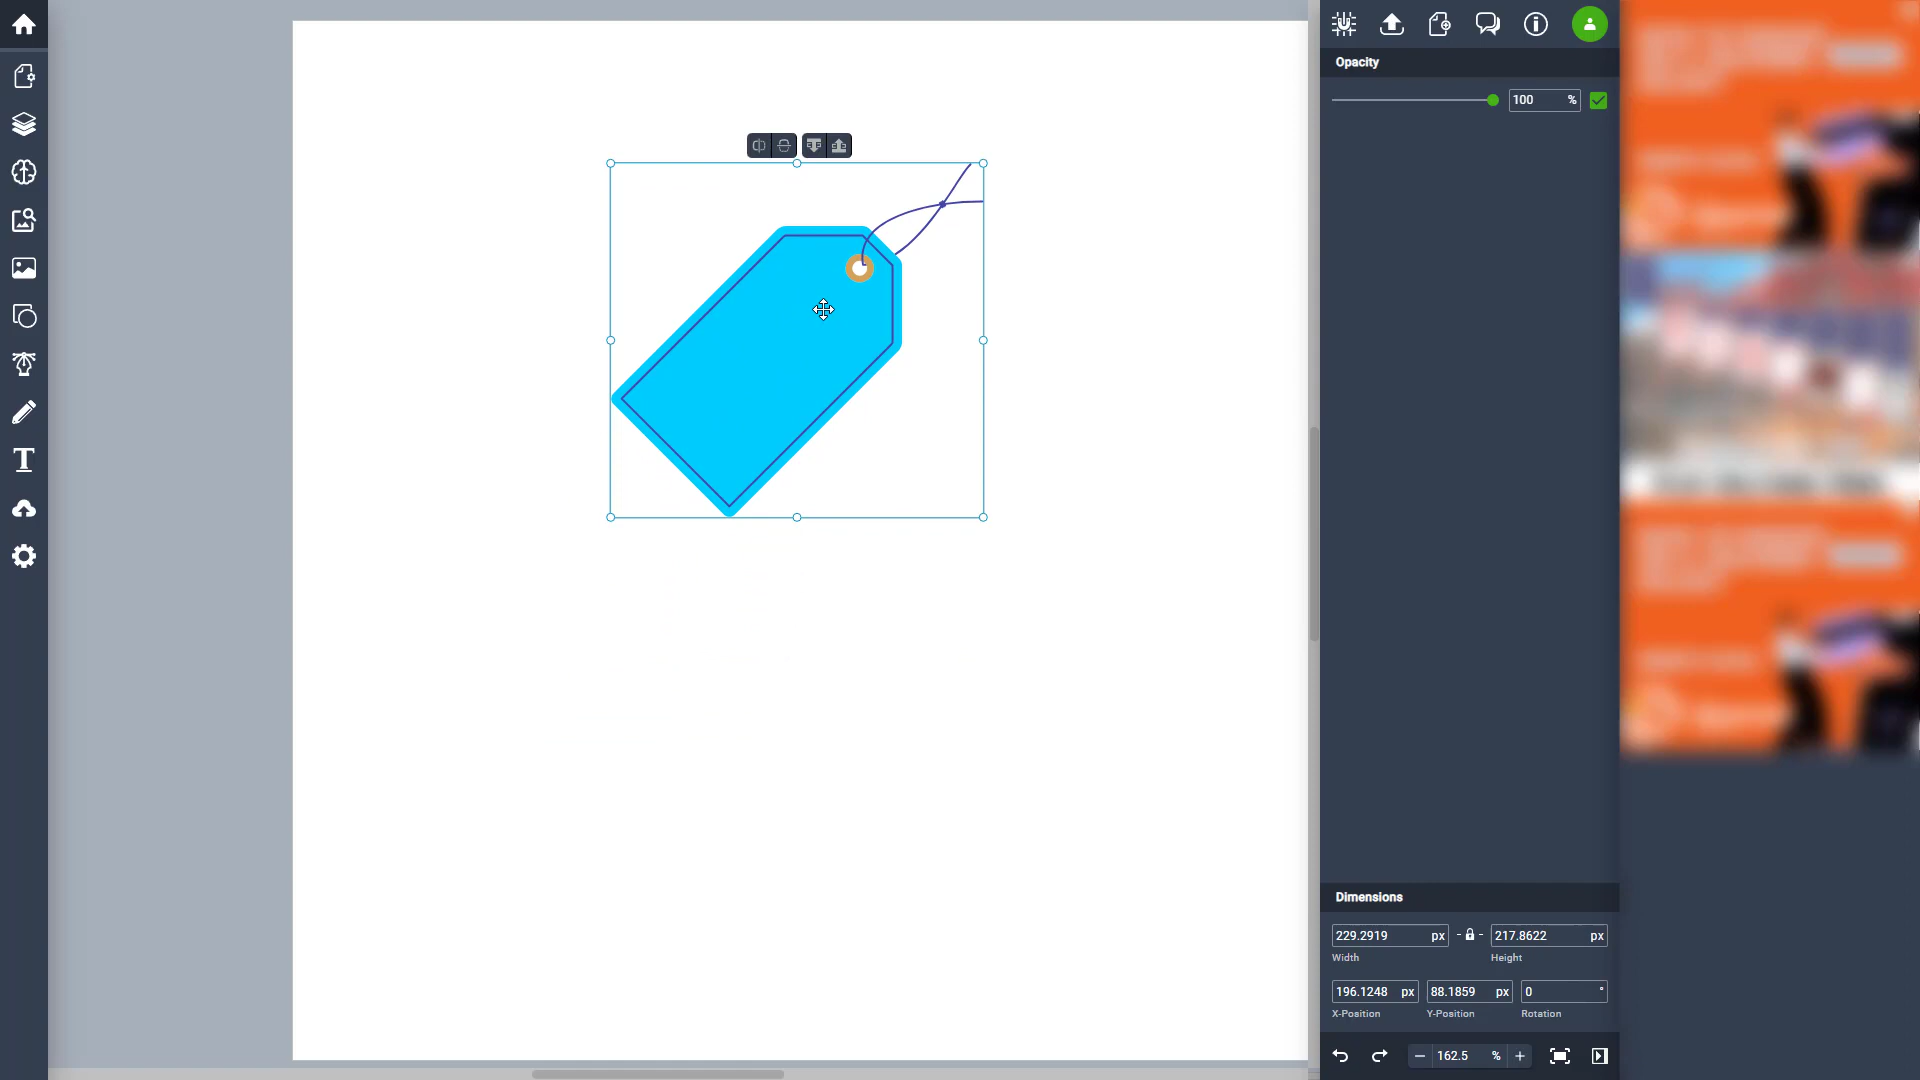 Opacity
100 %
Dimensions
229.2919 px 217.8622 px
Width Height
196.1248 px 88.1859 px 0 °
X-Position Y-Position Rotation
162.5 %